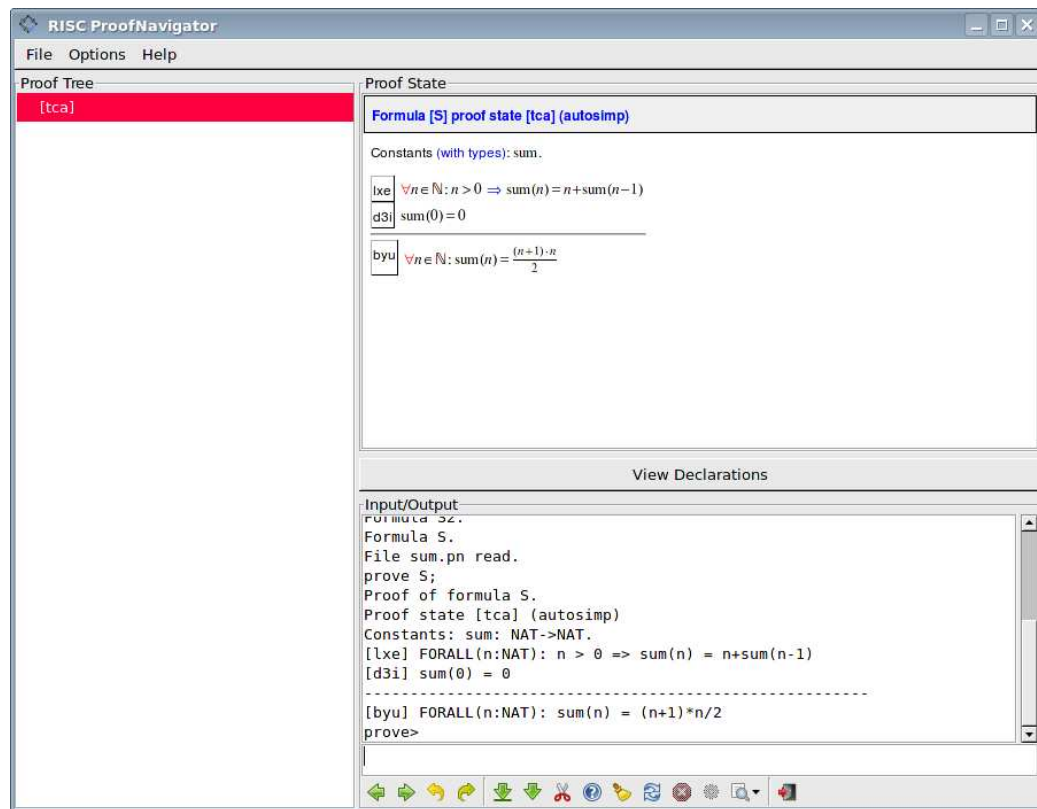 RISC ProofNavigator
File Options Help
Proof Tree
[tca]
Proof State
Formula [S] proof state [tca] (autosimp)
Constants (with types): sum.
lxe ∀n∈ℕ: n>0 ⇒ sum(n)=n+sum(n−1)
d3i sum(0)=0
byu ∀n∈ℕ: sum(n)=(n+1)·n/2
View Declarations
Input/Output
Formula S2.
Formula S.
File sum.pn read.
prove S;
Proof of formula S.
Proof state [tca] (autosimp)
Constants: sum: NAT->NAT.
[lxe] FORALL(n:NAT): n > 0 => sum(n) = n+sum(n-1)
[d3i] sum(0) = 0
-------------------------------------------------------
[byu] FORALL(n:NAT): sum(n) = (n+1)*n/2
prove>